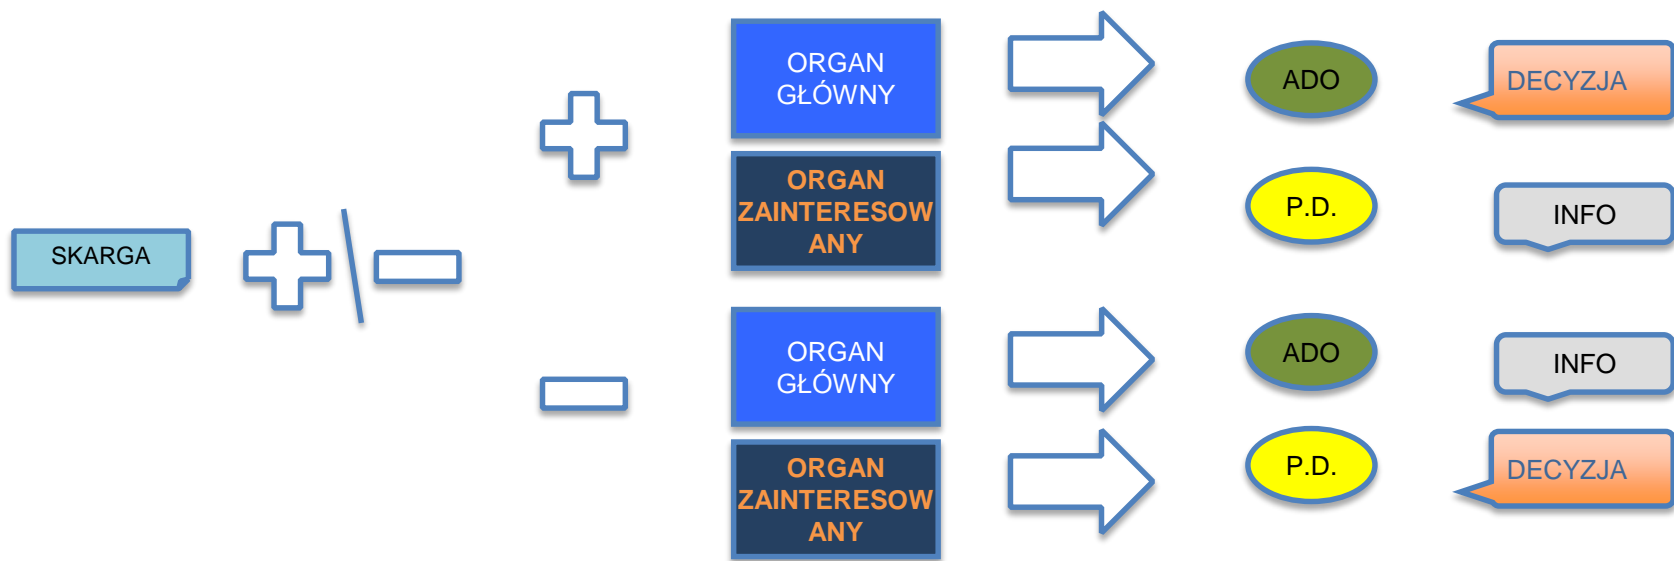 SKARGA
ORGAN
GŁÓWNY
ADO
DECYZJA
ORGAN
ZAINTERESOW
ANY
P.D.
INFO
ORGAN
GŁÓWNY
ADO
INFO
ORGAN
ZAINTERESOW
ANY
P.D.
DECYZJA